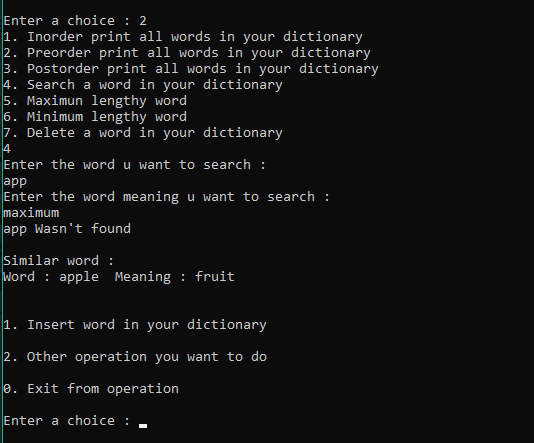 Enter a choice : 2
1. Inorder print all words in your dictionary
2. Preorder print all words in your dictionary
3. Postorder print all words in your dictionary
4. Search a word in your dictionary
5. Maximun lengthy word
6. Minimum lengthy word
7. Delete a word in your dictionary
4
Enter the word u want to search :
app
Enter the word meaning u want to search :
maximum
app Wasn't found
Similar word :
Word : apple  Meaning : fruit
1. Insert word in your dictionary
2. Other operation you want to do
0. Exit from operation
Enter a choice :